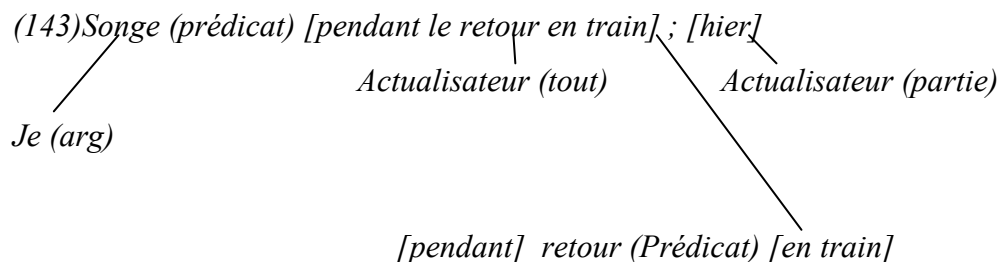 (143)Songe (prédicat) [pendant le retour en train] ; [hier]
Actualisateur (tout) Actualisateur (partie)
Je (arg)
[pendant] retour (Prédicat) [en train]